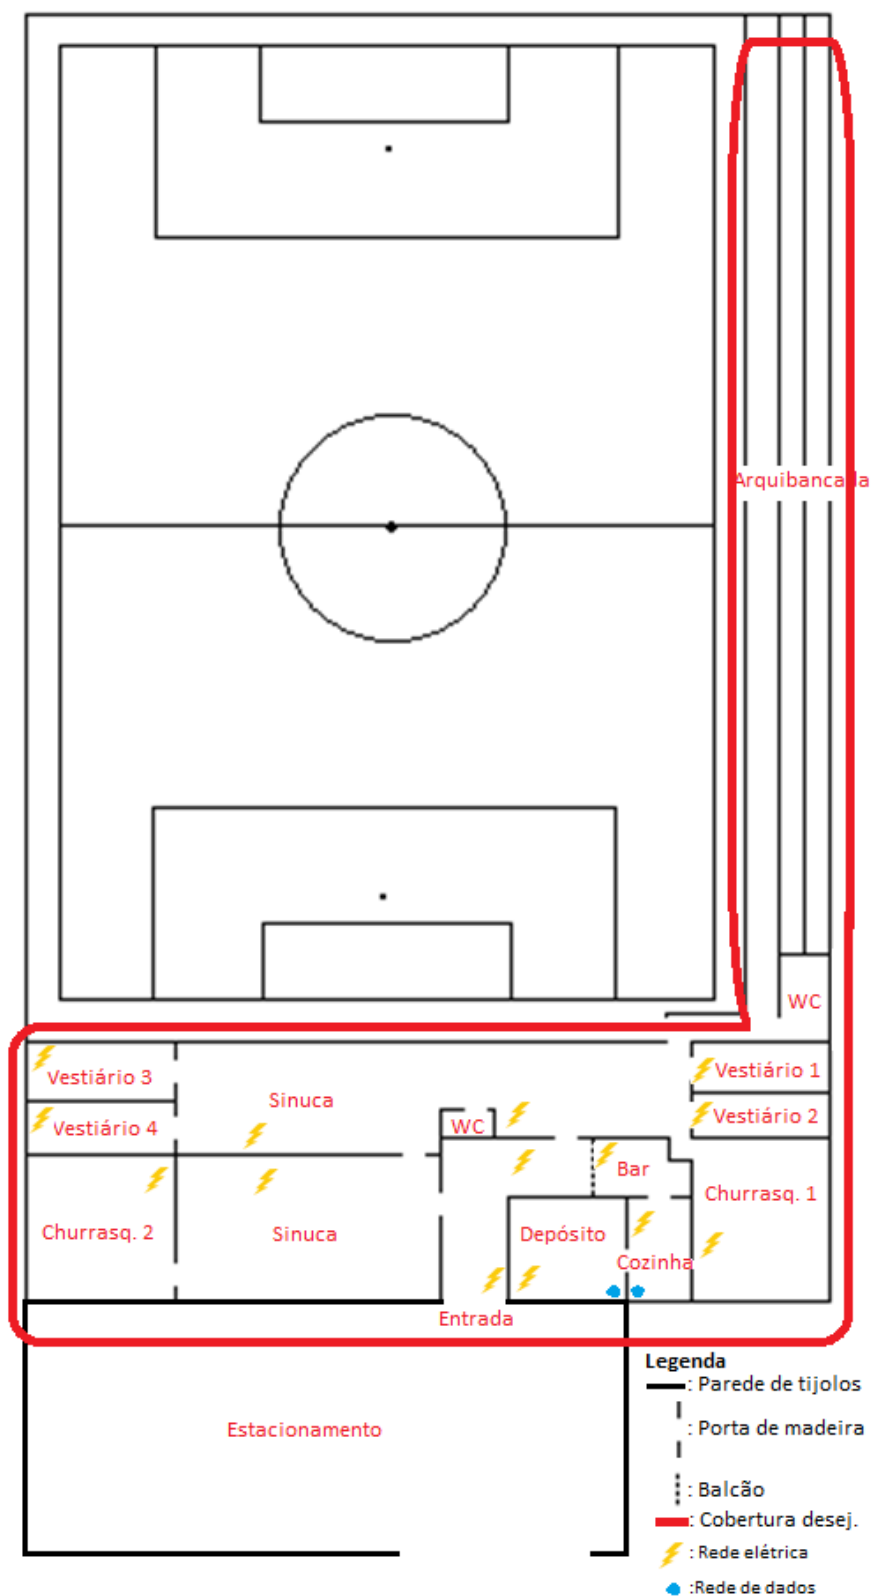 Arquibancada
WC
Vestiário 3
Vestiário 1
Sinuca
Vestiário 4
WC
Vestiário 2
Bar
Churrasq. 1
Churrasq. 2
Sinuca
Depósito
Cozinha
Entrada
Estacionamento
Legenda
: Parede de tijolos
: Porta de madeira
: Balcão
: Cobertura desej.
: Rede elétrica
:Rede de dados